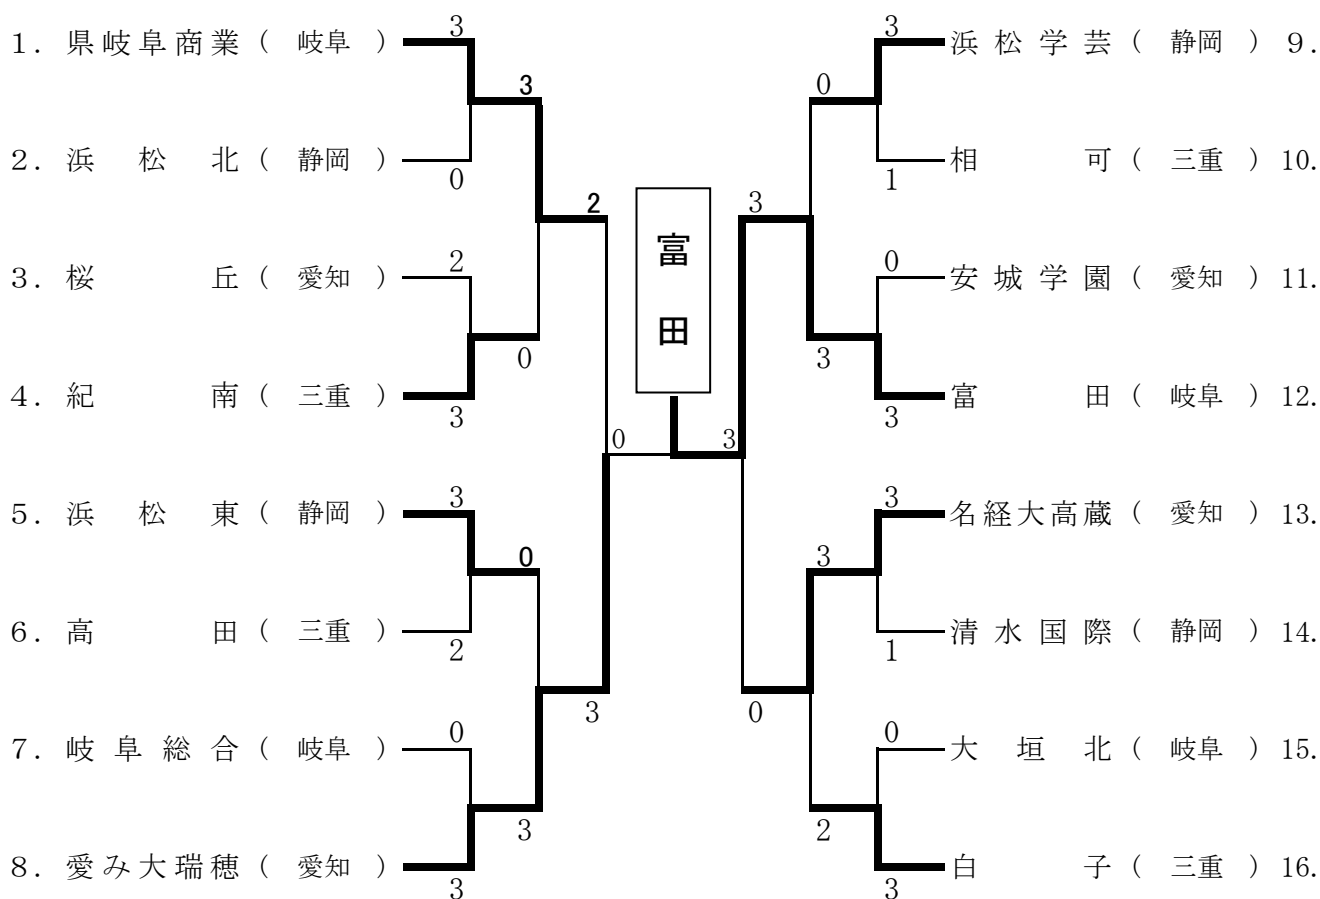 3
1. 県岐阜商業 ( 岐阜 )
3
2. 浜松北 ( 静岡 )
0
2
2
3. 桜丘 ( 愛知 )
0
4. 紀南 ( 三重 )
3
0
3
5. 浜松東 ( 静岡 )
0
6. 高田 ( 三重 )
2
3
0
7. 岐阜総合 ( 岐阜 )
3
8. 愛み大瑞穂 ( 愛知 )
3
富田
3
浜松学芸 ( 静岡 ) 9.
0
相可 ( 三重 ) 10.
1
3
0
安城学園 ( 愛知 ) 11.
3
富田 ( 岐阜 ) 12.
3
3
3
名経大高蔵 ( 愛知 ) 13.
3
清水国際 ( 静岡 ) 14.
1
0
0
大垣北 ( 岐阜 ) 15.
2
白子 ( 三重 ) 16.
3